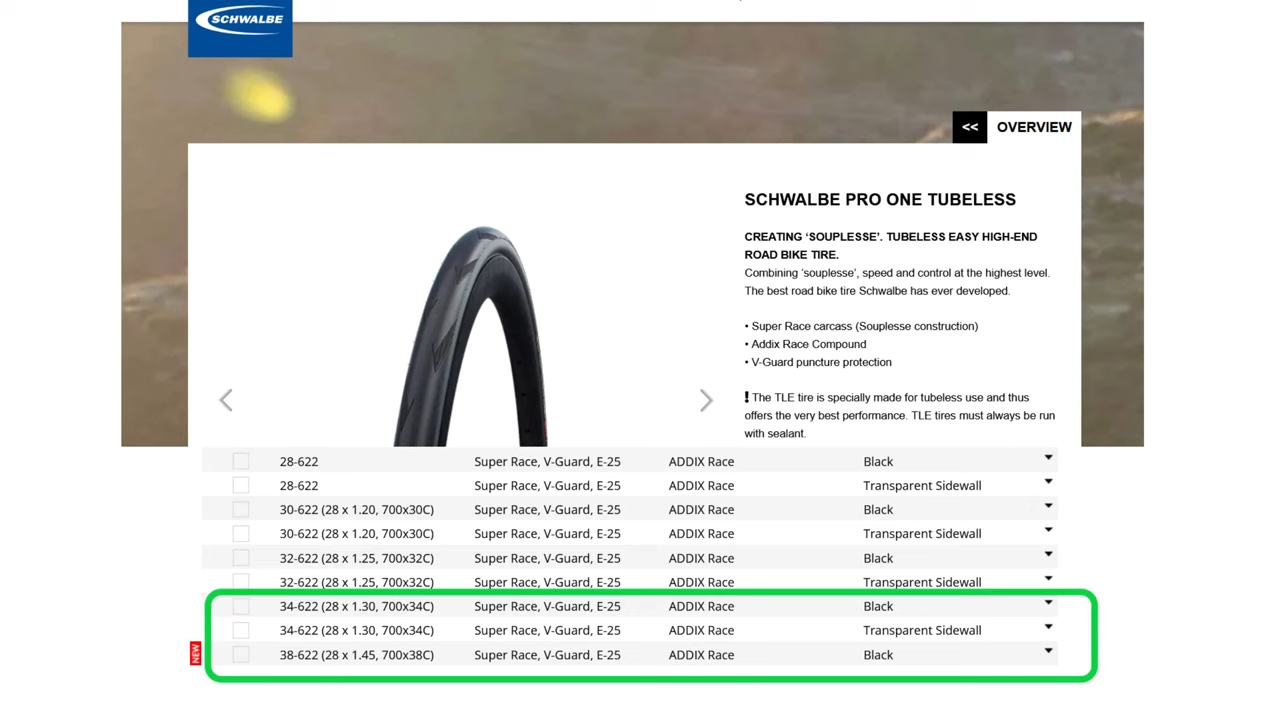 SCHWALBE
<< OVERVIEW
SCHWALBE PRO ONE TUBELESS
CREATING ‘SOUPLESSE’. TUBELESS EASY HIGH-END
ROAD BIKE TIRE.
Combining ‘souplesse’, speed and control at the highest level.
The best road bike tire Schwalbe has ever developed.
• Super Race carcass (Souplesse construction)
• Addix Race Compound
• V-Guard puncture protection
! The TLE tire is specially made for tubeless use and thus
offers the very best performance. TLE tires must always be run
with sealant.
28-622 Super Race, V-Guard, E-25 ADDIX Race Black
28-622 Super Race, V-Guard, E-25 ADDIX Race Transparent Sidewall
30-622 (28 x 1.20, 700x30C) Super Race, V-Guard, E-25 ADDIX Race Black
30-622 (28 x 1.20, 700x30C) Super Race, V-Guard, E-25 ADDIX Race Transparent Sidewall
32-622 (28 x 1.25, 700x32C) Super Race, V-Guard, E-25 ADDIX Race Black
32-622 (28 x 1.25, 700x32C) Super Race, V-Guard, E-25 ADDIX Race Transparent Sidewall
34-622 (28 x 1.30, 700x34C) Super Race, V-Guard, E-25 ADDIX Race Black
34-622 (28 x 1.30, 700x34C) Super Race, V-Guard, E-25 ADDIX Race Transparent Sidewall
NEW 38-622 (28 x 1.45, 700x38C) Super Race, V-Guard, E-25 ADDIX Race Black